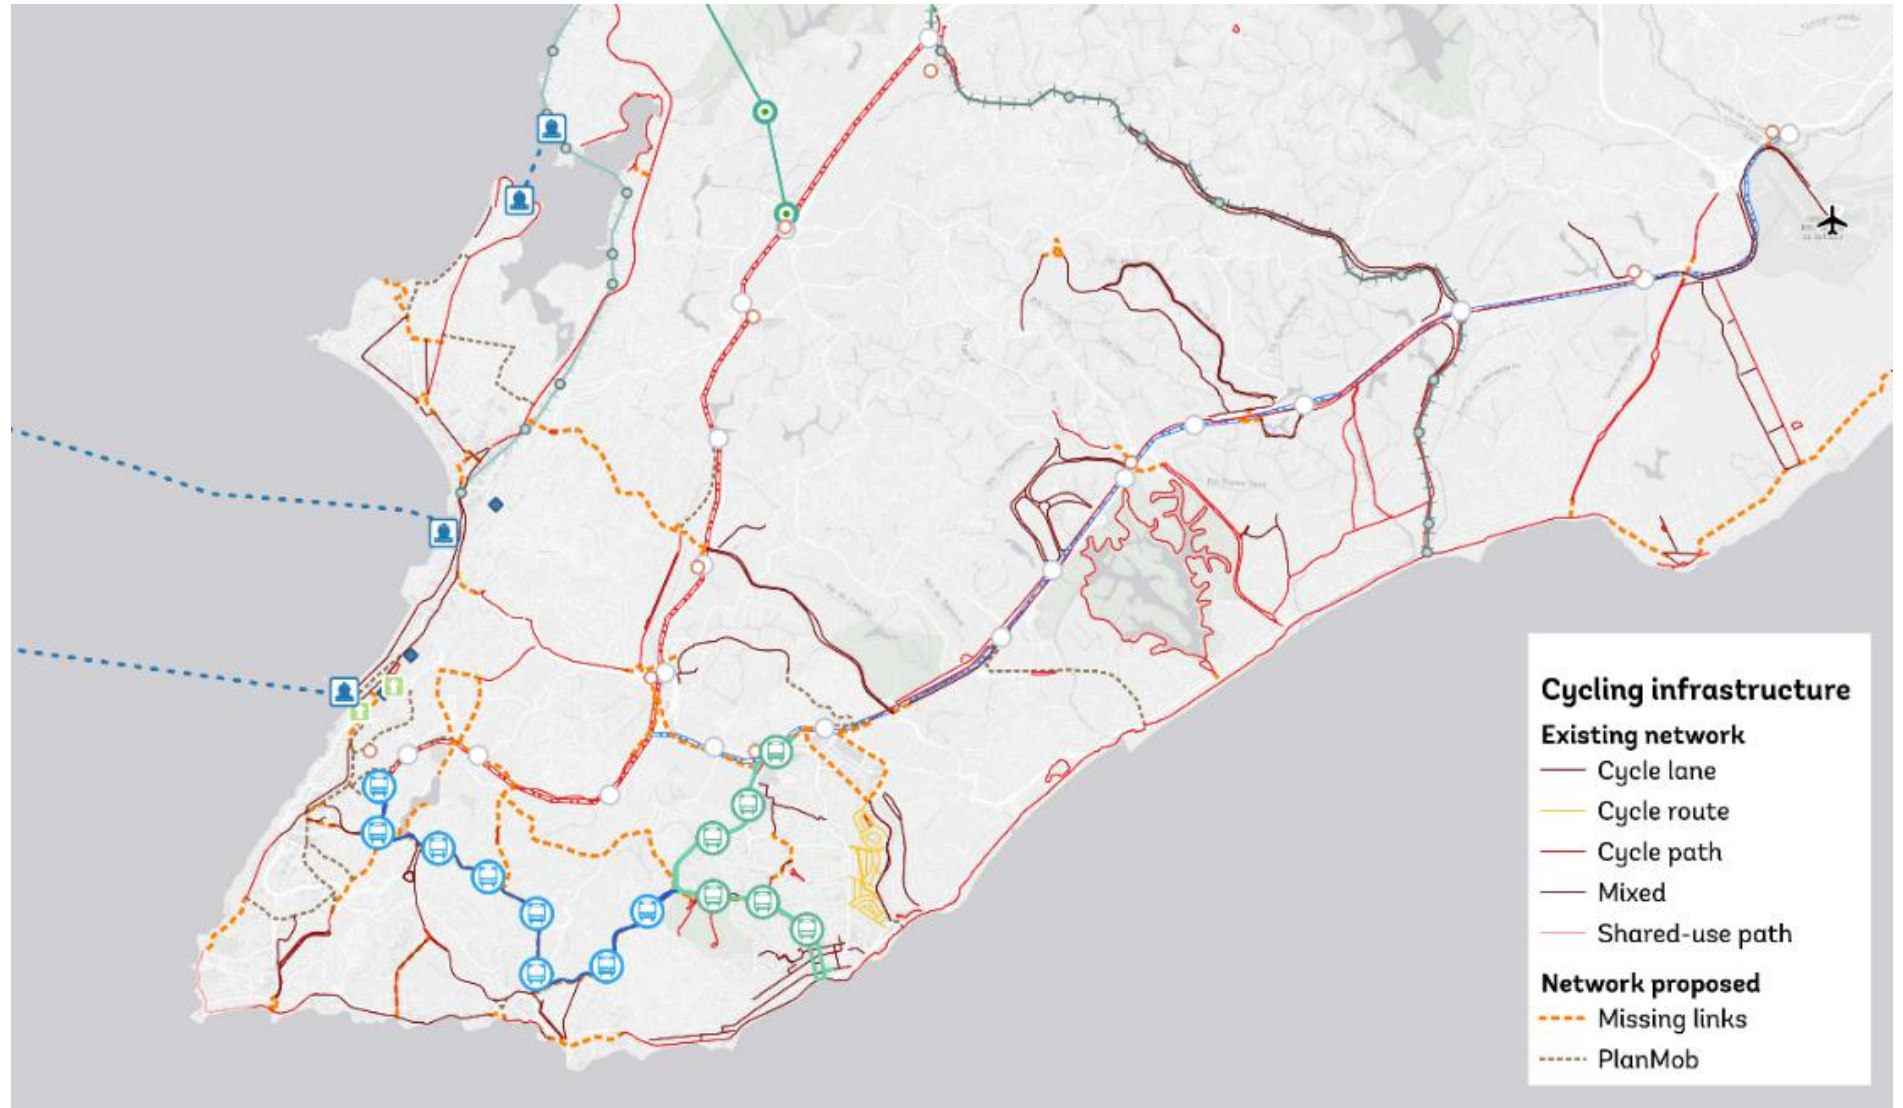 Cycling infrastructure
Existing network
Cycle lane
Cycle route
Cycle path
Mixed
Shared-use path
Network proposed
Missing links
PlanMob